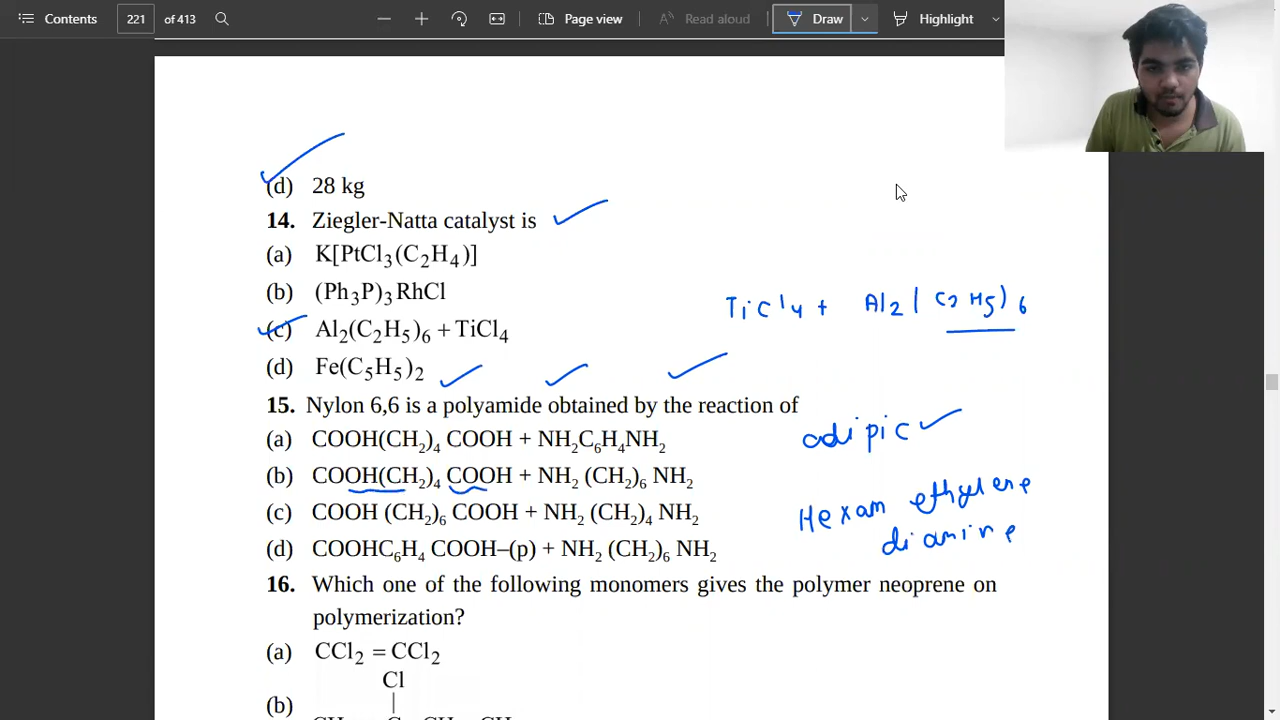 Contents 221 of 413 Page view Read aloud Draw Highlight
(d) 28 kg
14. Ziegler-Natta catalyst is
(a) K[PtCl3(C2H4)]
(b) (Ph3P)3RhCl
TiCl4 + Al2(C2H5)6
(c) Al2(C2H5)6 + TiCl4
(d) Fe(C5H5)2
15. Nylon 6,6 is a polyamide obtained by the reaction of
adipic
(a) COOH(CH2)4 COOH + NH2C6H4NH2
(b) COOH(CH2)4 COOH + NH2 (CH2)6 NH2
Hexam ethylene
(c) COOH (CH2)6 COOH + NH2 (CH2)4 NH2
diamine
(d) COOHC6H4 COOH–(p) + NH2 (CH2)6 NH2
16. Which one of the following monomers gives the polymer neoprene on
polymerization?
(a) CCl2 = CCl2
Cl
(b)